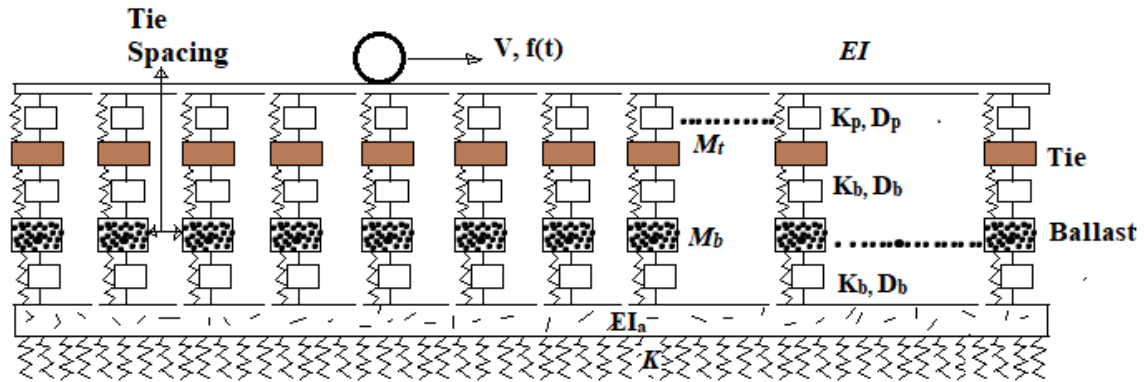 Tie
Spacing
V, f(t)
EI
Kp, Dp
Mt
Tie
Kb, Db
Mb
Ballast
Kb, Db
EIa
K